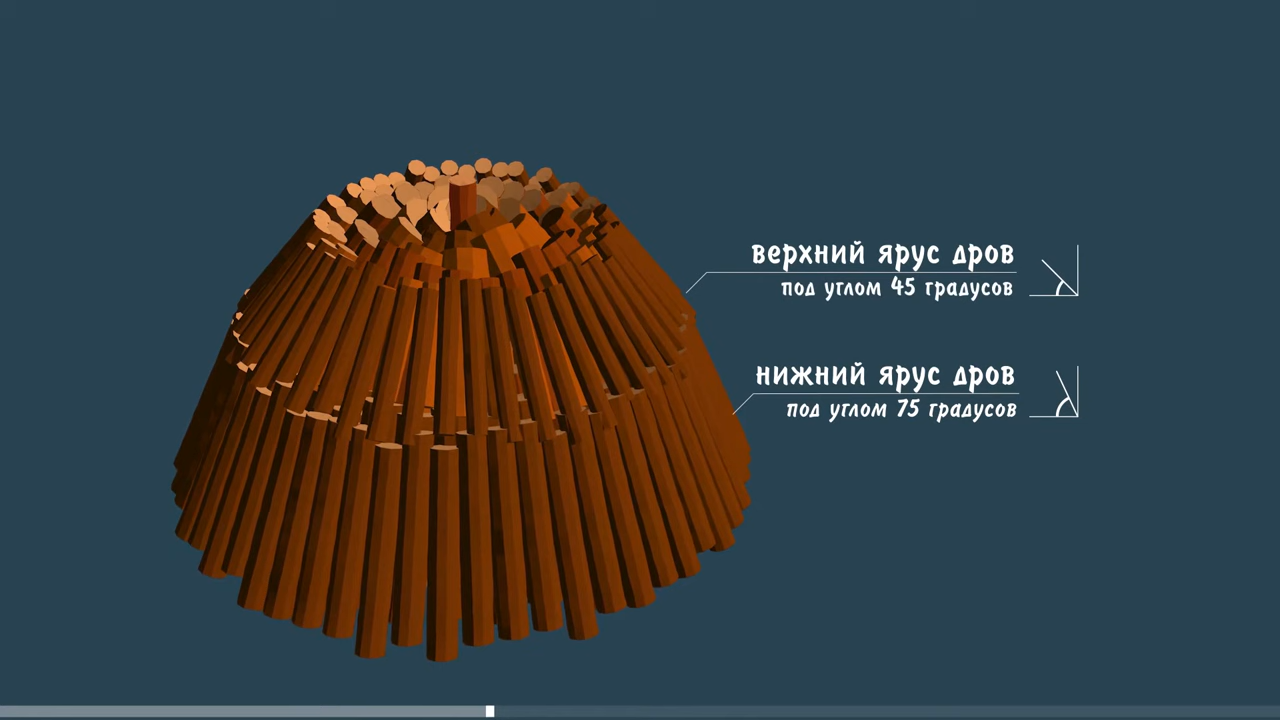 верхний ярус дров
под углом 45 градусов
нижний ярус дров
под углом 75 градусов